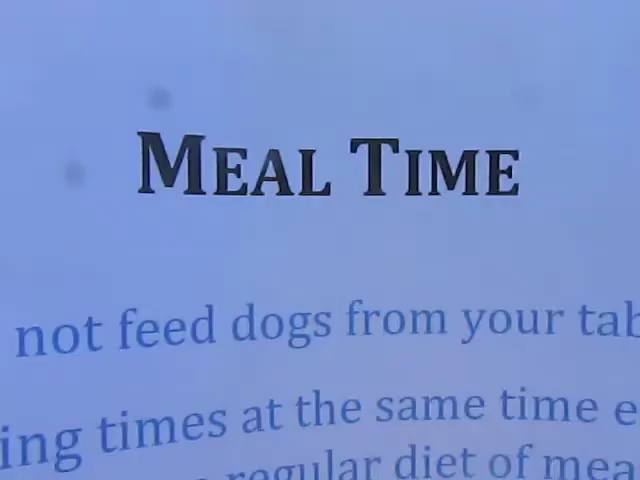 MEAL TIME
not feed dogs from your tab
ing times at the same time e
regular diet of mea